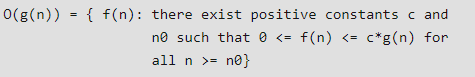 O(g(n)) = { f(n): there exist positive constants c and
n0 such that 0 <= f(n) <= c*g(n) for
all n >= n0}